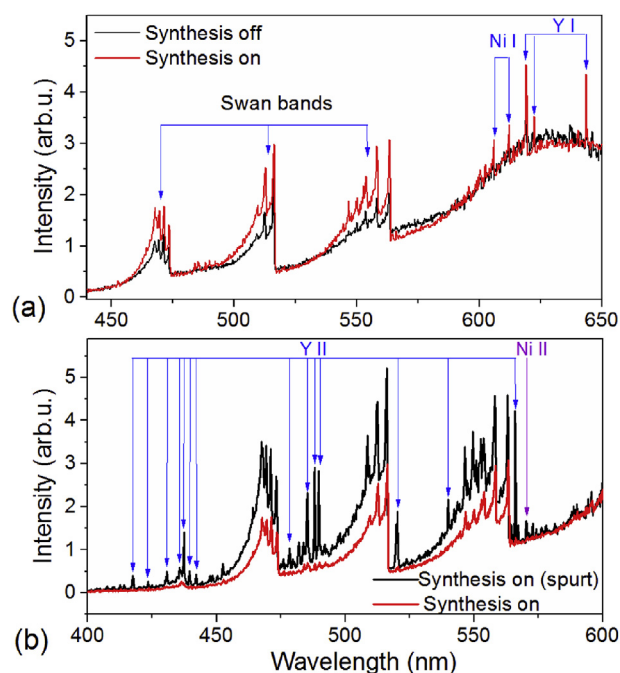 (a)
Intensity (arb.u.)
5
4
3
2
1
0
Synthesis off
Synthesis on
Swan bands
Ni I
Y I
450
500
550
600
650
(b)
Intensity (arb.u.)
5
4
3
2
1
0
Y II
Ni II
Synthesis on (spurt)
Synthesis on
400
450
500
550
600
Wavelength (nm)